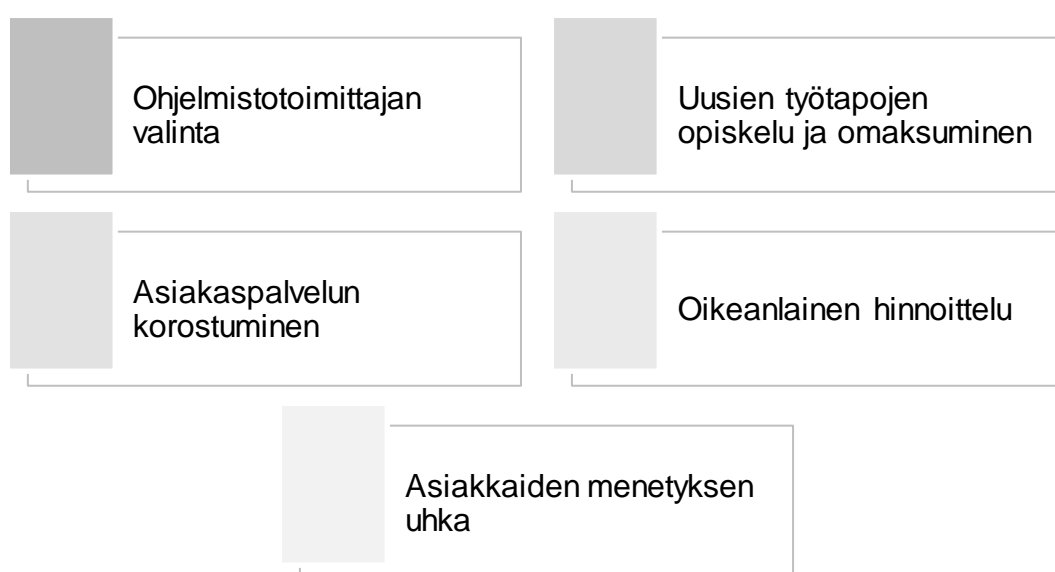 Ohjelmistotoimittajan
valinta
Uusien työtapojen
opiskelu ja omaksuminen
Asiakaspalvelun
korostuminen
Oikeanlainen hinnoittelu
Asiakkaiden menetyksen
uhka